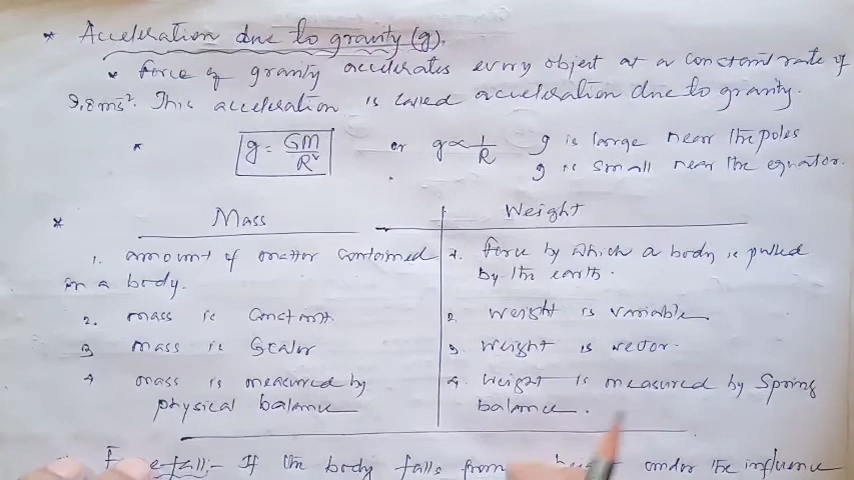 * Acceleration due to gravity (g).
* Force of gravity accelerates every object at a constant rate of
9.8ms². This acceleration is called acceleration due to gravity.
* g = GM/R² or g ∝ 1/R g is large near the poles
g is small near the equator.
* Mass Weight
1. amount of matter contained
in a body.
1. Force by which a body is pulled
by the earth.
2. mass is constant. 2. Weight is variable.
3 mass is scalar 3. Weight is vector.
4 mass is measured by
physical balance
4. Weight is measured by Spring
balance.
fall:- If the body falls from under the influence